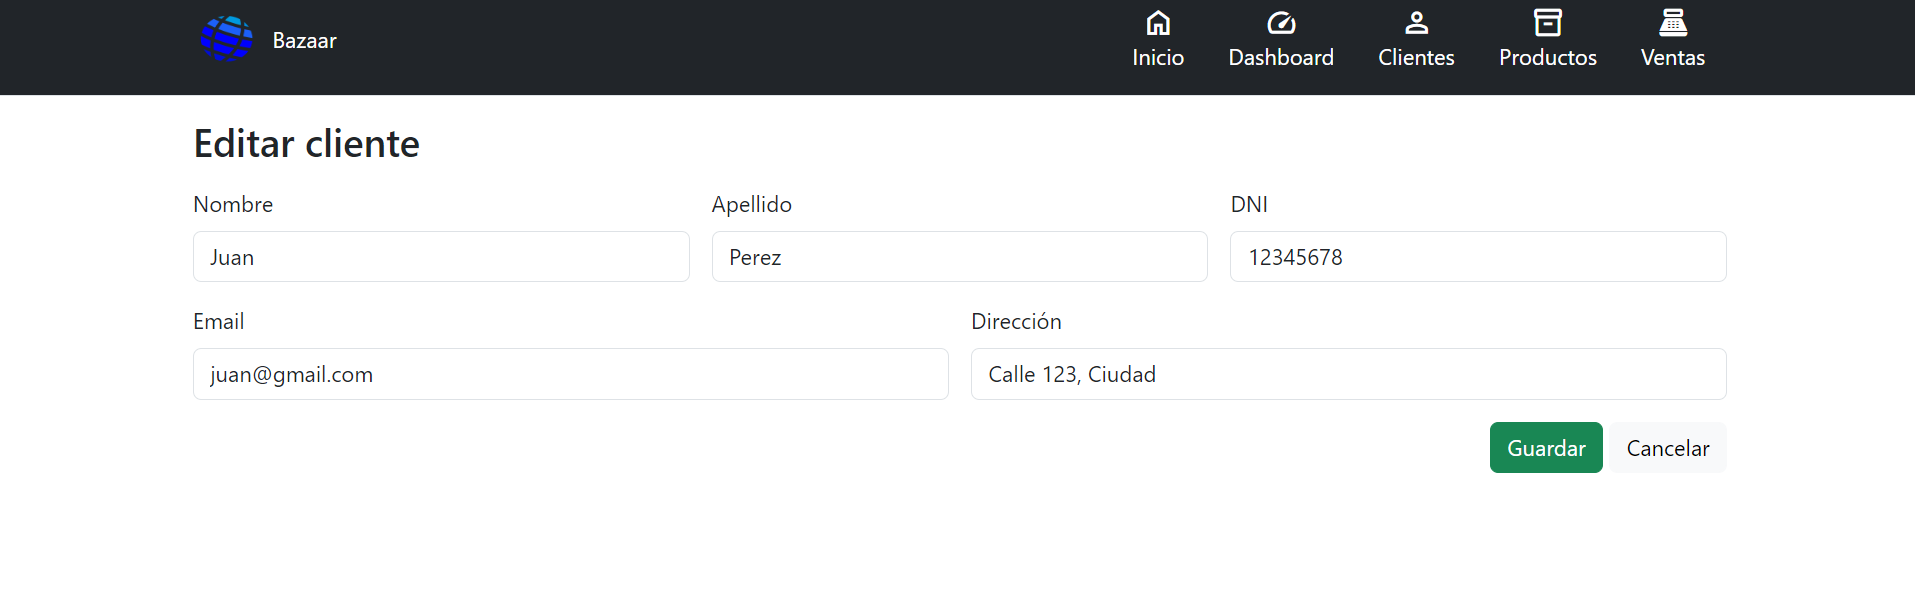 Bazaar
Inicio Dashboard Clientes Productos Ventas
Editar cliente
Nombre Apellido DNI
Juan Perez 12345678
Email Dirección
juan@gmail.com Calle 123, Ciudad
Guardar Cancelar